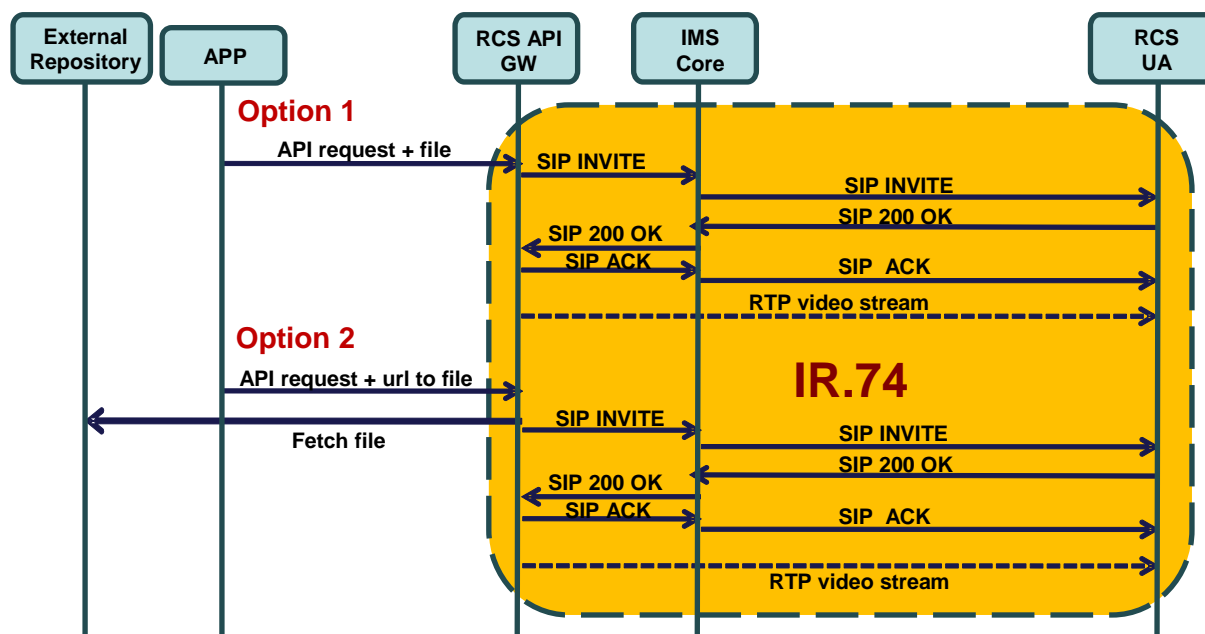 External
Repository
APP
RCS API
GW
IMS
Core
RCS
UA
Option 1
API request + file
SIP INVITE
SIP INVITE
SIP 200 OK
SIP 200 OK
SIP ACK
SIP ACK
RTP video stream
Option 2
IR.74
API request + url to file
SIP INVITE
Fetch file
SIP INVITE
SIP 200 OK
SIP 200 OK
SIP ACK
SIP ACK
RTP video stream